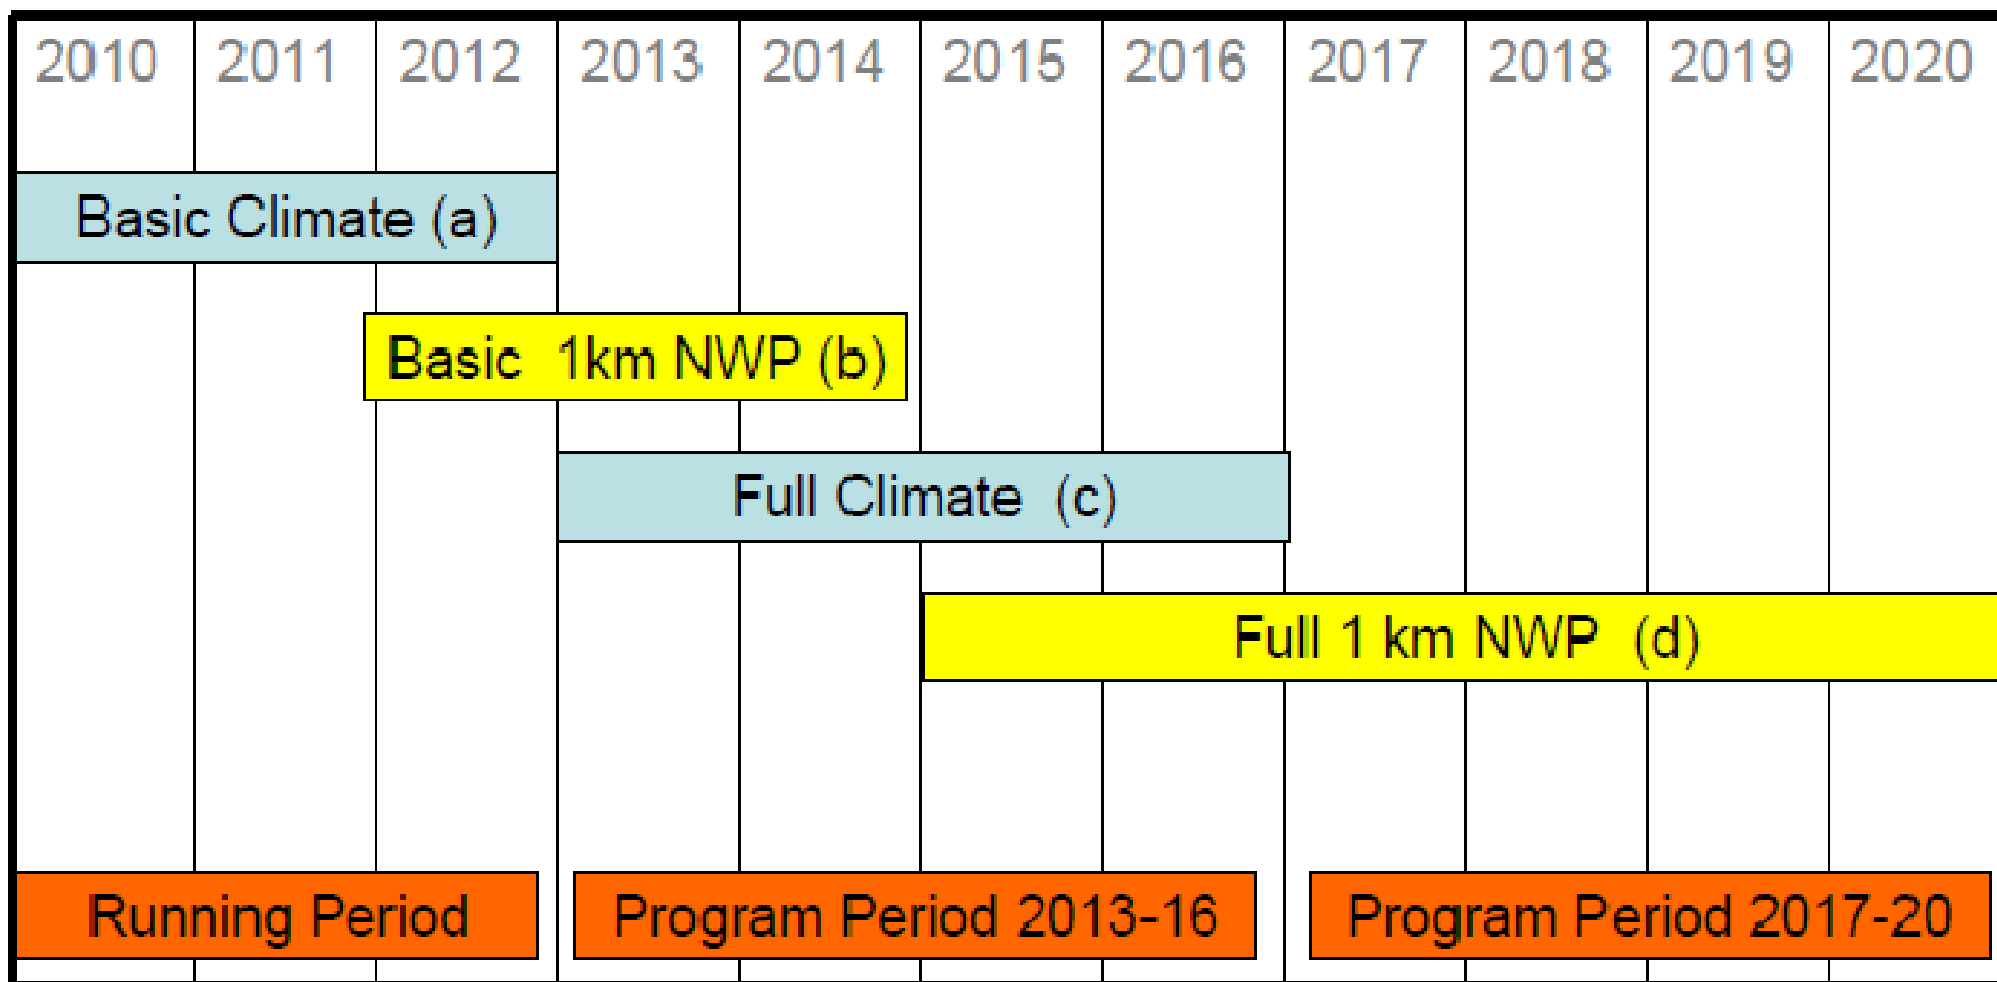 2010 2011 2012 2013 2014 2015 2016 2017 2018 2019 2020
Basic Climate (a)
Basic  1km NWP (b)
Full Climate  (c)
Full 1 km NWP  (d)
Running Period Program Period 2013-16 Program Period 2017-20